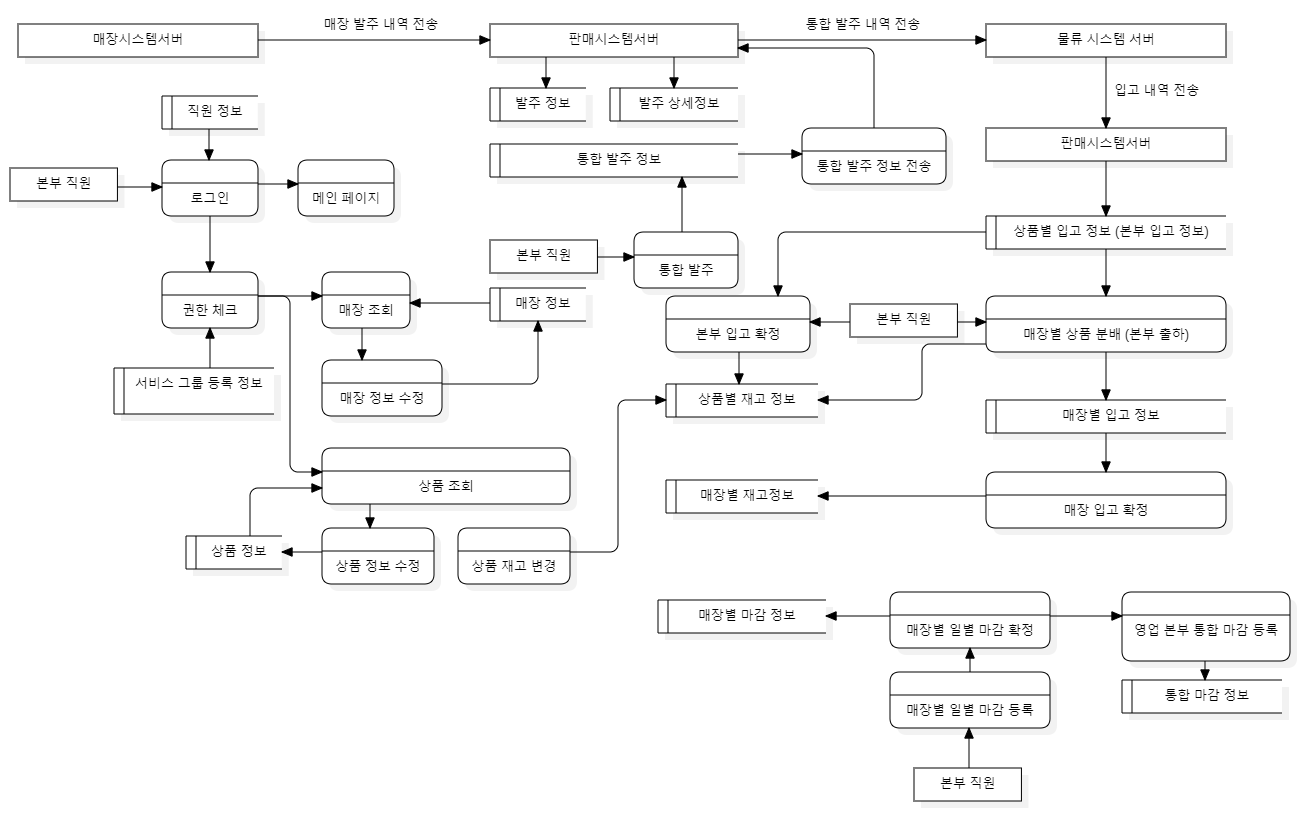 매장 발주 내역 전송
통합 발주 내역 전송
매장시스템서버
판매시스템서버
물류 시스템 서버
입고 내역 전송
직원 정보
발주 정보
발주 상세정보
판매시스템서버
통합 발주 정보
통합 발주 정보 전송
본부 직원
로그인
메인 페이지
상품별 입고 정보 (본부 입고 정보)
본부 직원
통합 발주
권한 체크
매장 조회
매장 정보
본부 입고 확정
본부 직원
매장별 상품 분배 (본부 출하)
서비스 그룹 등록 정보
매장 정보 수정
상품별 재고 정보
매장별 입고 정보
상품 조회
매장별 재고정보
매장 입고 확정
상품 정보
상품 정보 수정
상품 재고 변경
매장별 마감 정보
매장별 일별 마감 확정
영업 본부 통합 마감 등록
매장별 일별 마감 등록
통합 마감 정보
본부 직원